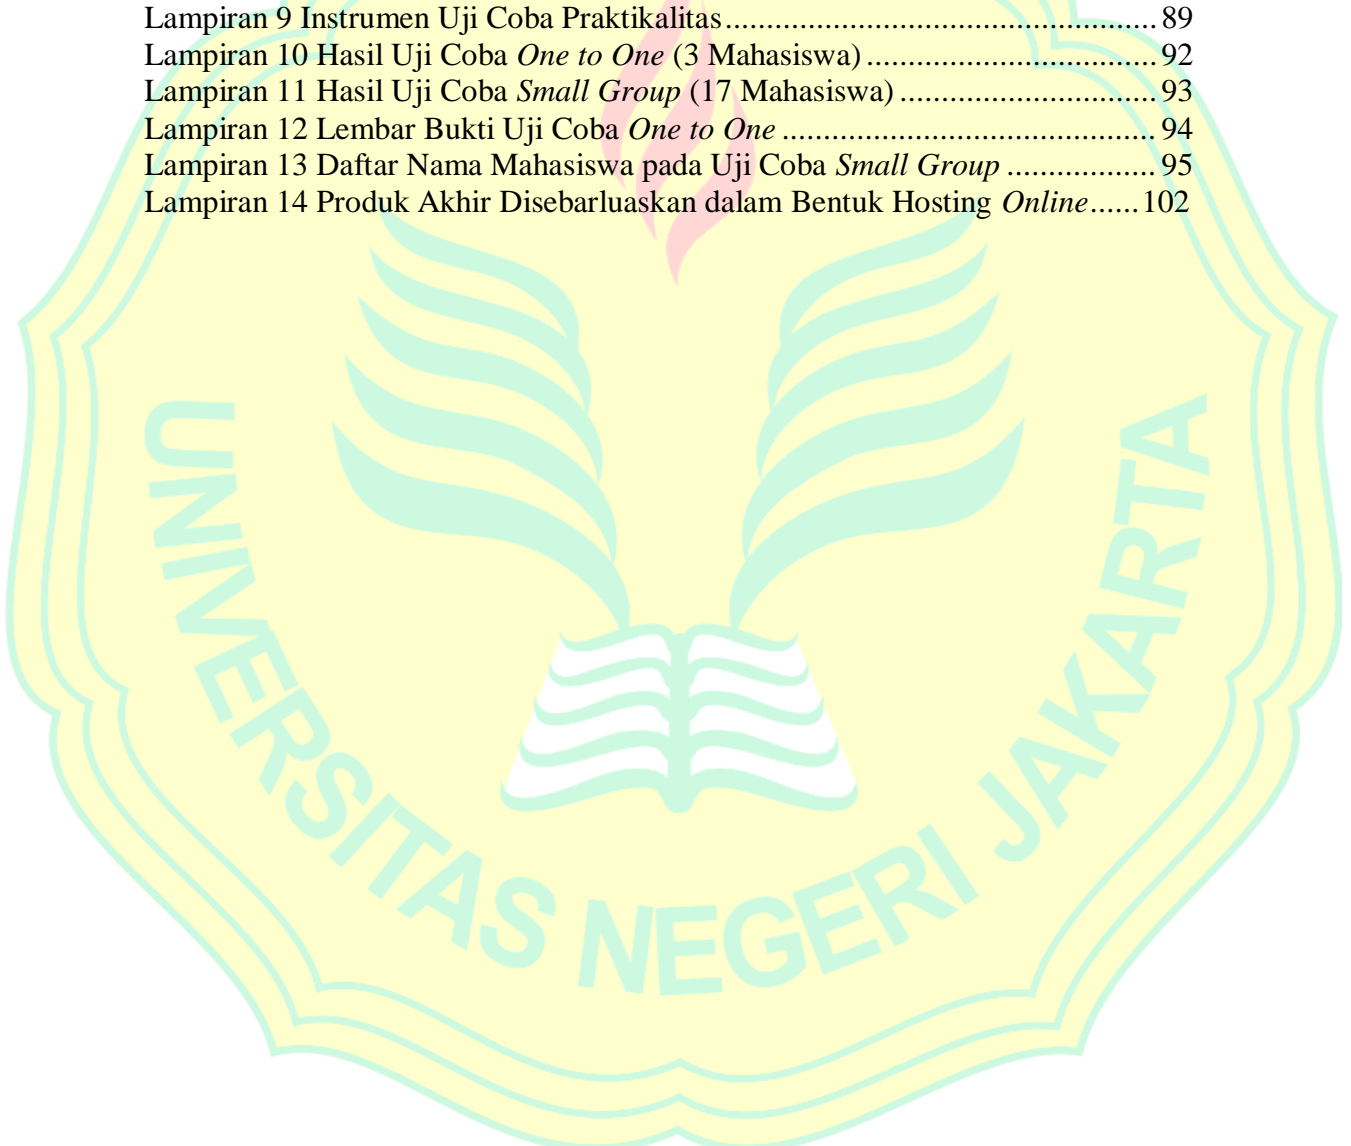 Lampiran 9 Instrumen Uji Coba Praktikalitas.....................................................89
Lampiran 10 Hasil Uji Coba One to One (3 Mahasiswa)...................................92
Lampiran 11 Hasil Uji Coba Small Group (17 Mahasiswa)...............................93
Lampiran 12 Lembar Bukti Uji Coba One to One..............................................94
Lampiran 13 Daftar Nama Mahasiswa pada Uji Coba Small Group..................95
Lampiran 14 Produk Akhir Disebarluaskan dalam Bentuk Hosting Online......102
UNIVERSITAS NEGERI JAKARTA